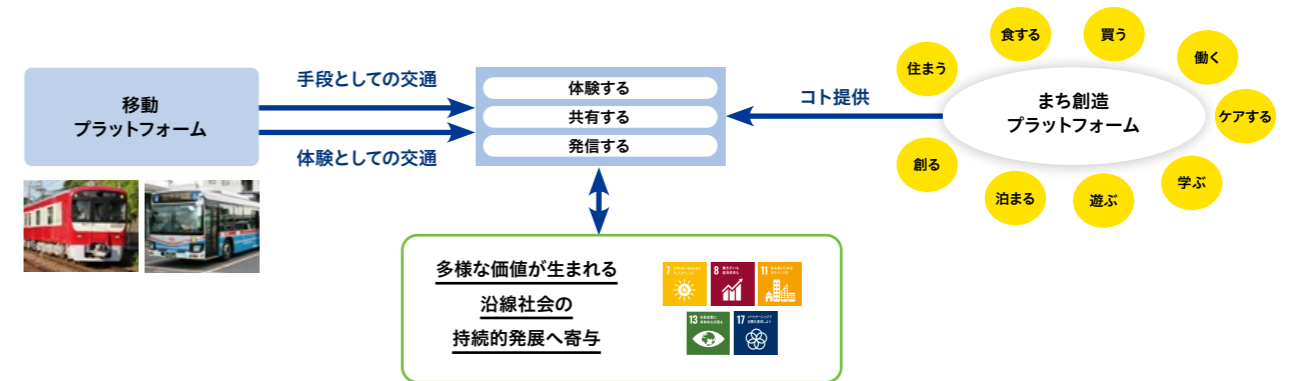 移動
プラットフォーム
手段としての交通
体験としての交通
体験する
共有する
発信する
コト提供
まち創造
プラットフォーム
住まう
食する
買う
働く
ケアする
学ぶ
遊ぶ
泊まる
創る
多様な価値が生まれる
沿線社会の
持続的発展へ寄与
7
8
11
13
17